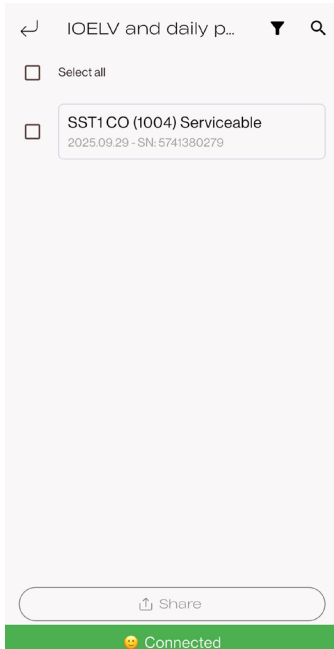 IOELV and daily p...
Select all
SST1 CO (1004) Serviceable
2025.09.29 - SN: 5741380279
Share
Connected